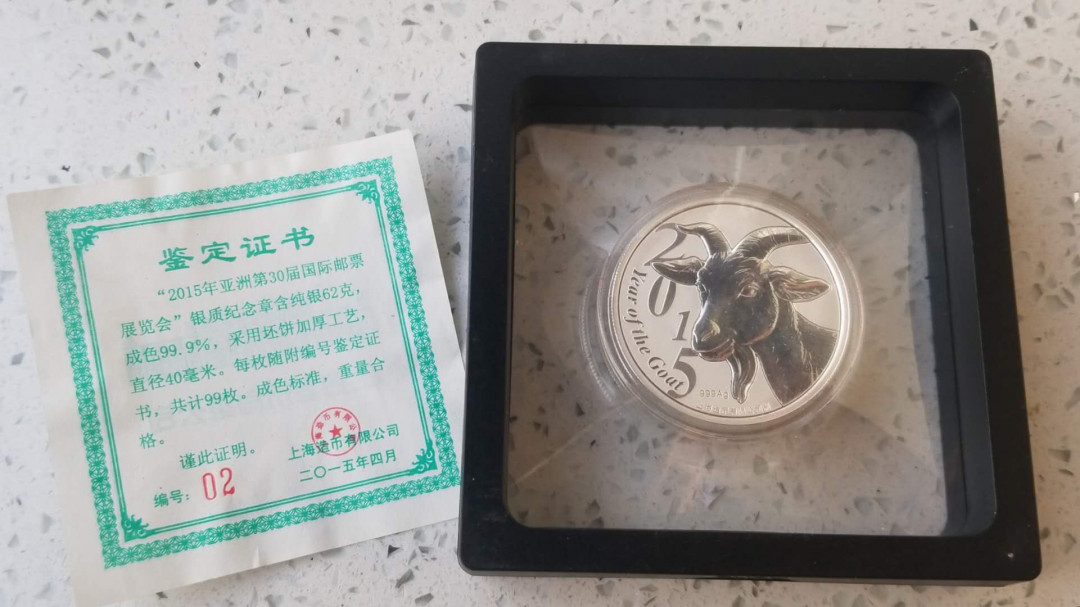 鉴定证书
“2015年亚洲第30届国际邮票
展览会”银质纪念章含纯银62克，
成色99.9%，采用坯饼加厚工艺，
直径40毫米。每枚随附编号鉴定证
书，共计99枚。成色标准，重量合
格。
谨此证明。
上海造币有限公司
二〇一五年四月
编号：02
2015
Year of the Goat
999Ag